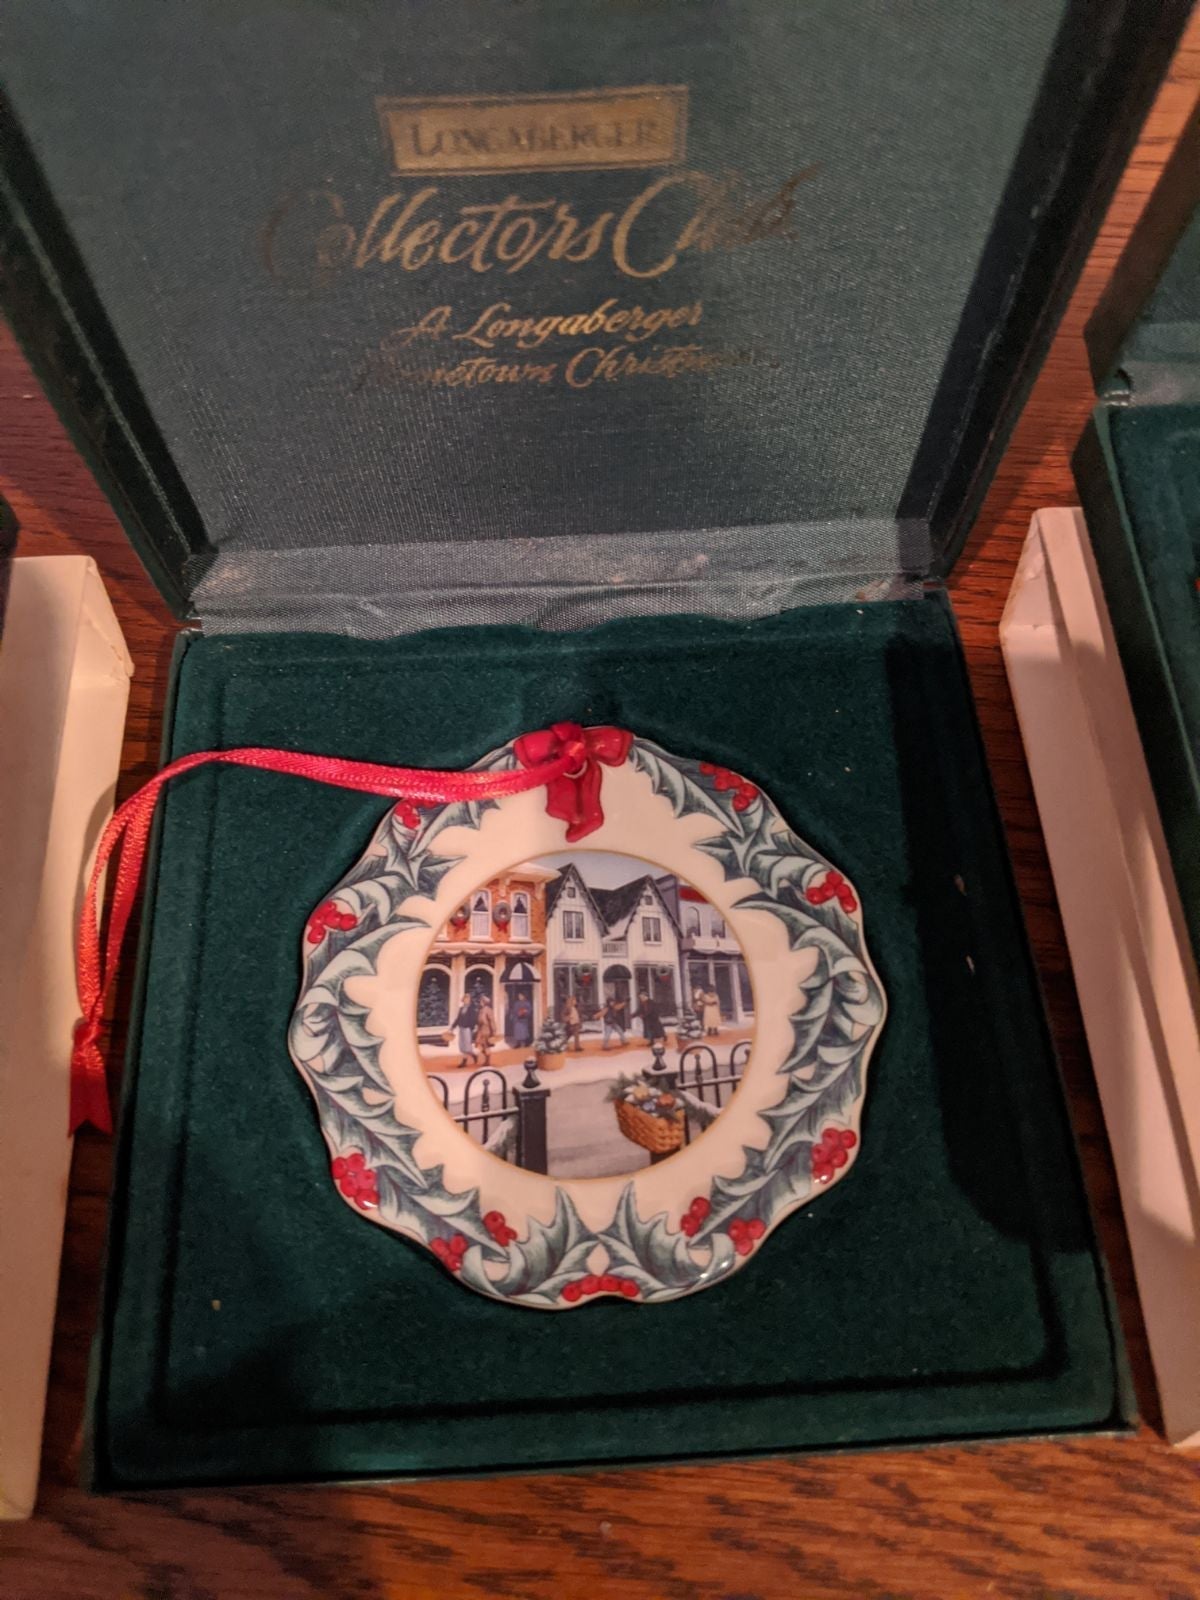 LONGABERGER
Collectors Club
A Longaberger
Hometown Christmas